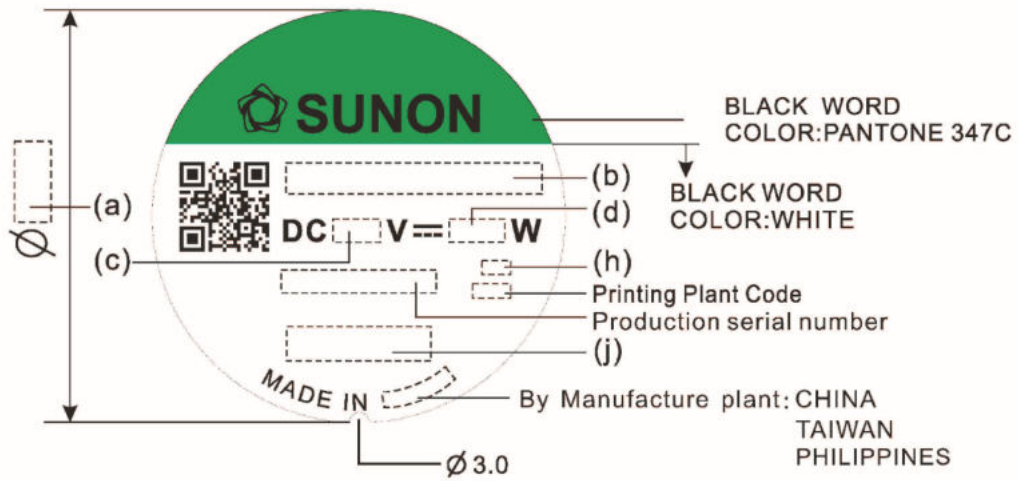 SUNON
BLACK WORD
COLOR:PANTONE 347C
BLACK WORD
COLOR:WHITE
(a)
Ø
(b)
(d)
DC V⎓ W
(c)
(h)
Printing Plant Code
Production serial number
(j)
MADE IN
By Manufacture plant: CHINA
TAIWAN
PHILIPPINES
Ø 3.0